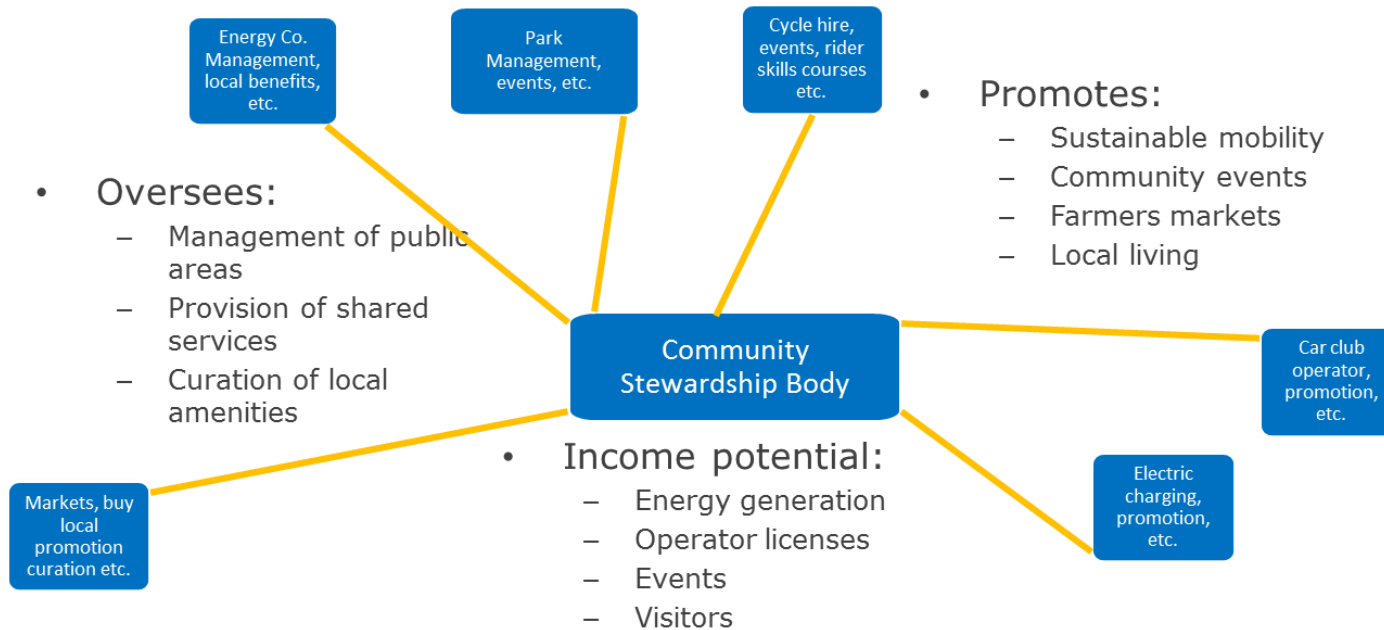 Energy Co.
Management,
local benefits,
etc.
Park
Management,
events, etc.
Cycle hire,
events, rider
skills courses
etc.
• Promotes:
– Sustainable mobility
– Community events
– Farmers markets
– Local living
• Oversees:
– Management of public
areas
– Provision of shared
services
– Curation of local
amenities
Community
Stewardship Body
Car club
operator,
promotion,
etc.
• Income potential:
– Energy generation
– Operator licenses
– Events
– Visitors
Electric
charging,
promotion,
etc.
Markets, buy
local
promotion
curation etc.